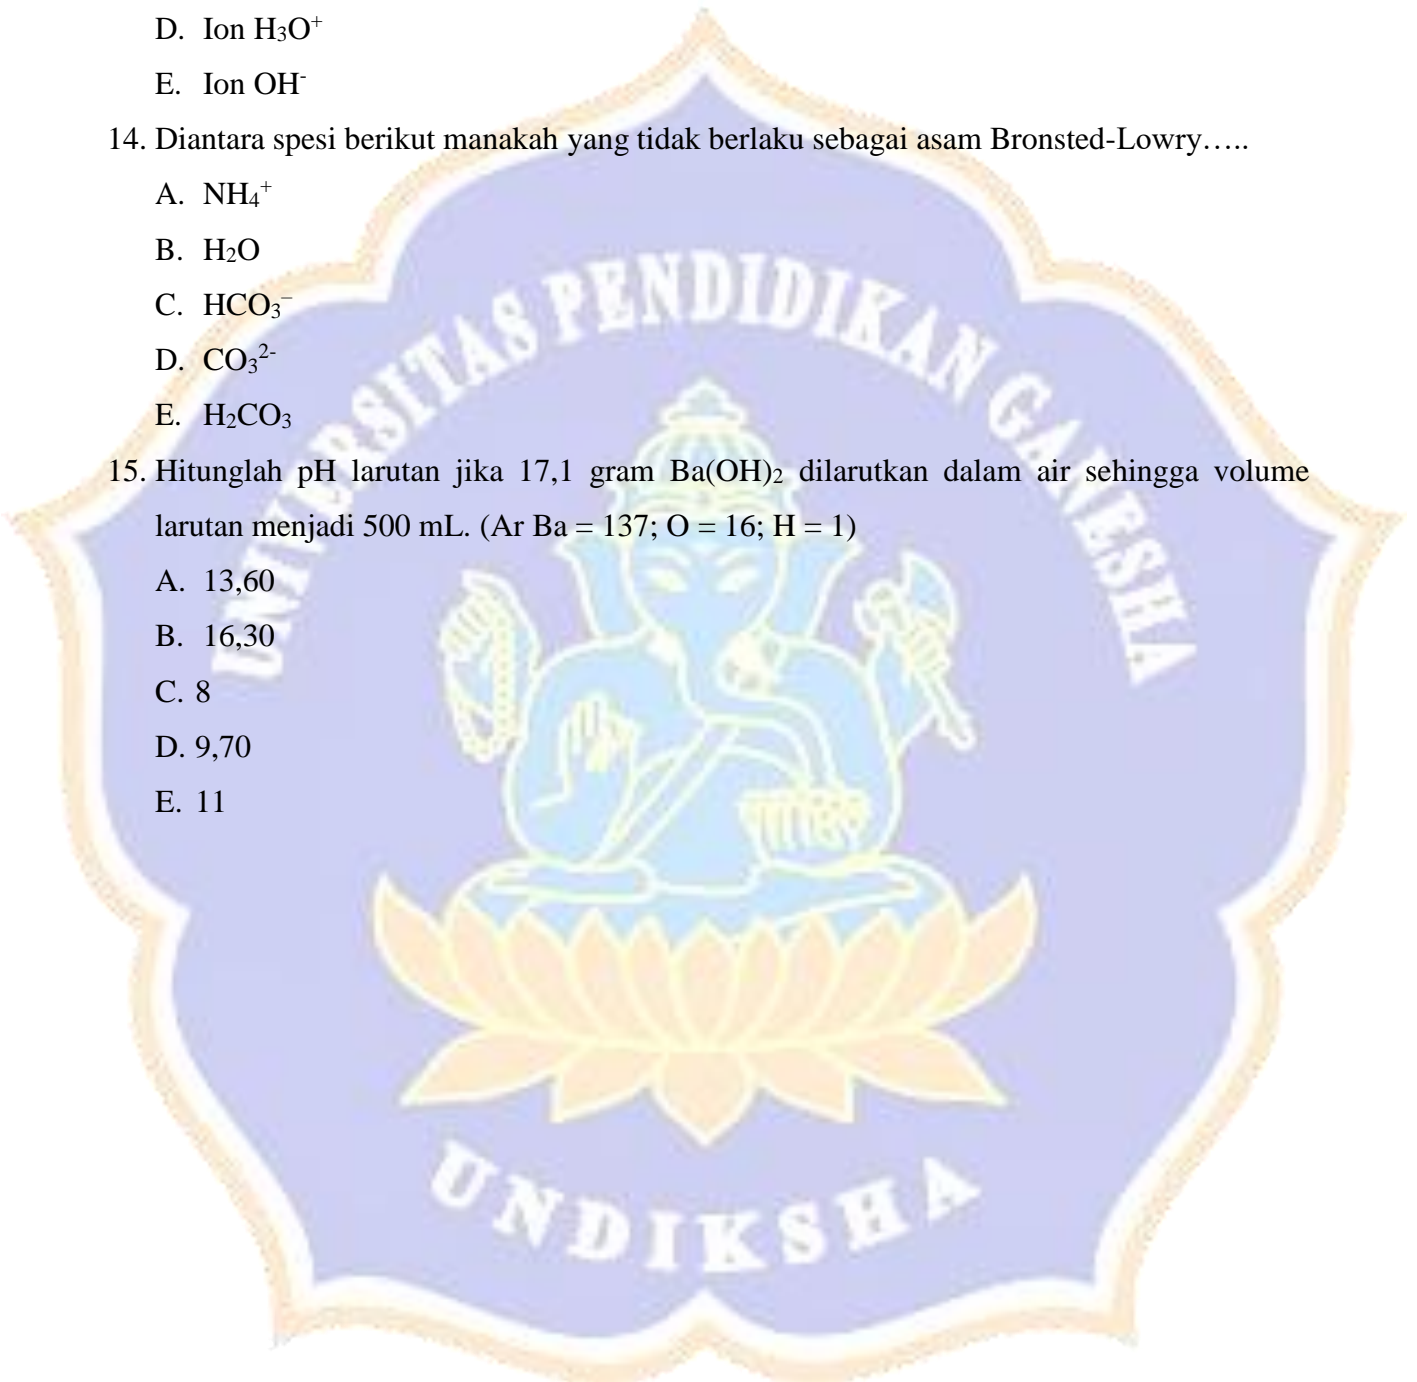 D. Ion H₃O⁺
E. Ion OH⁻
14. Diantara spesi berikut manakah yang tidak berlaku sebagai asam Bronsted-Lowry…..
A. NH₄⁺
B. H₂O
C. HCO₃⁻
D. CO₃²⁻
E. H₂CO₃
15. Hitunglah pH larutan jika 17,1 gram Ba(OH)₂ dilarutkan dalam air sehingga volume
larutan menjadi 500 mL. (Ar Ba = 137; O = 16; H = 1)
A. 13,60
B. 16,30
C. 8
D. 9,70
E. 11
UNIVERSITAS PENDIDIKAN GANESHA
UNDIKSHA